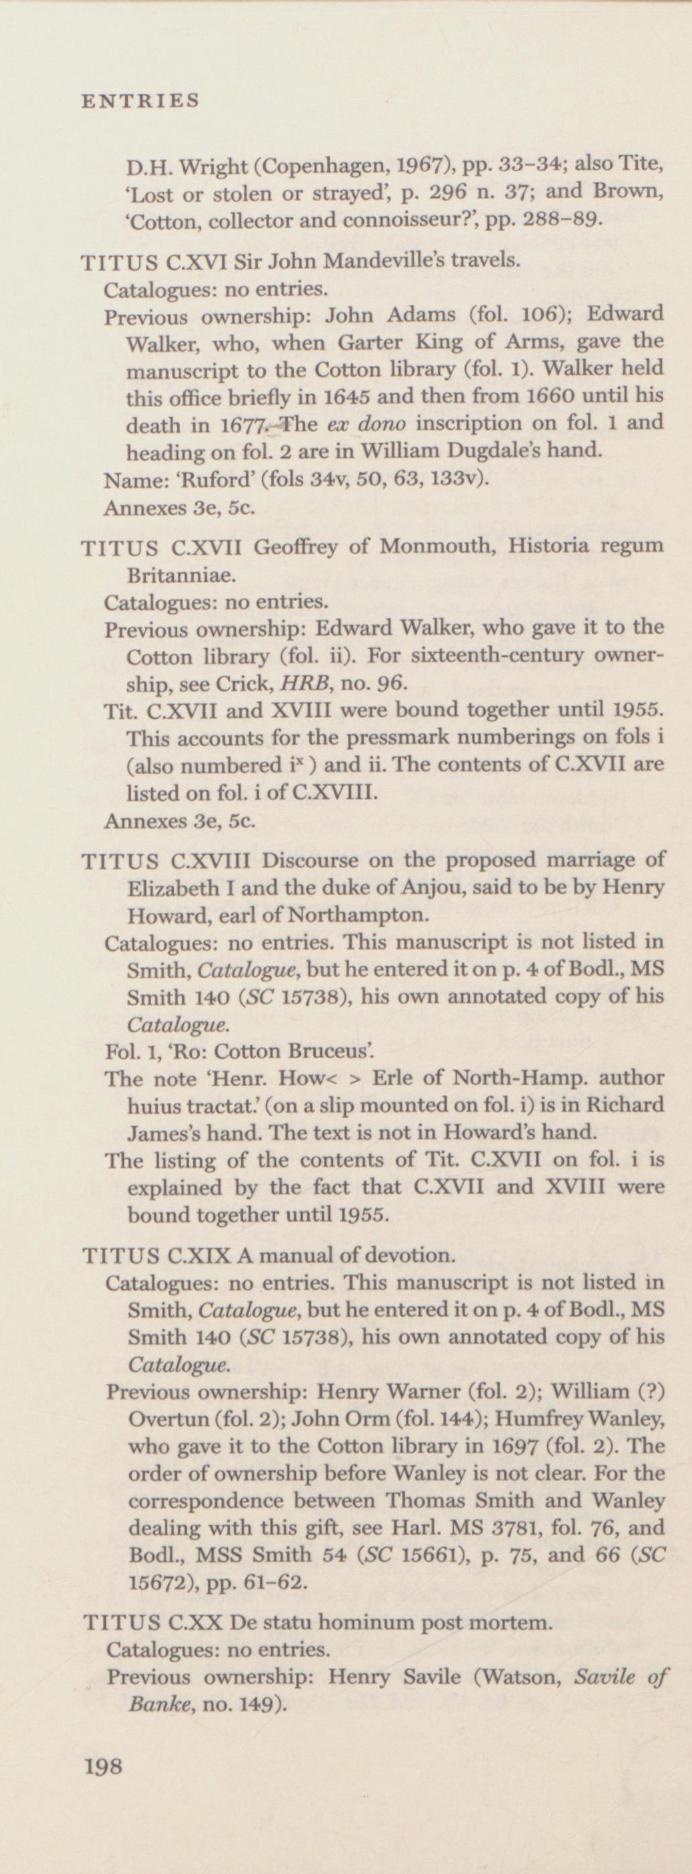 ENTRIES
D.H. Wright (Copenhagen, 1967), pp. 33–34; also Tite,
‘Lost or stolen or strayed’, p. 296 n. 37; and Brown,
‘Cotton, collector and connoisseur?’, pp. 288–89.
TITUS C.XVI Sir John Mandeville’s travels.
Catalogues: no entries.
Previous ownership: John Adams (fol. 106); Edward
Walker, who, when Garter King of Arms, gave the
manuscript to the Cotton library (fol. 1). Walker held
this office briefly in 1645 and then from 1660 until his
death in 1677. The ex dono inscription on fol. 1 and
heading on fol. 2 are in William Dugdale’s hand.
Name: ‘Ruford’ (fols 34v, 50, 63, 133v).
Annexes 3e, 5c.
TITUS C.XVII Geoffrey of Monmouth, Historia regum
Britanniae.
Catalogues: no entries.
Previous ownership: Edward Walker, who gave it to the
Cotton library (fol. ii). For sixteenth-century owner-
ship, see Crick, HRB, no. 96.
Tit. C.XVII and XVIII were bound together until 1955.
This accounts for the pressmark numberings on fols i
(also numbered iˣ ) and ii. The contents of C.XVII are
listed on fol. i of C.XVIII.
Annexes 3e, 5c.
TITUS C.XVIII Discourse on the proposed marriage of
Elizabeth I and the duke of Anjou, said to be by Henry
Howard, earl of Northampton.
Catalogues: no entries. This manuscript is not listed in
Smith, Catalogue, but he entered it on p. 4 of Bodl., MS
Smith 140 (SC 15738), his own annotated copy of his
Catalogue.
Fol. 1, ‘Ro: Cotton Bruceus’.
The note ‘Henr. How< > Erle of North-Hamp. author
huius tractat.’ (on a slip mounted on fol. i) is in Richard
James’s hand. The text is not in Howard’s hand.
The listing of the contents of Tit. C.XVII on fol. i is
explained by the fact that C.XVII and XVIII were
bound together until 1955.
TITUS C.XIX A manual of devotion.
Catalogues: no entries. This manuscript is not listed in
Smith, Catalogue, but he entered it on p. 4 of Bodl., MS
Smith 140 (SC 15738), his own annotated copy of his
Catalogue.
Previous ownership: Henry Warner (fol. 2); William (?)
Overtun (fol. 2); John Orm (fol. 144); Humfrey Wanley,
who gave it to the Cotton library in 1697 (fol. 2). The
order of ownership before Wanley is not clear. For the
correspondence between Thomas Smith and Wanley
dealing with this gift, see Harl. MS 3781, fol. 76, and
Bodl., MSS Smith 54 (SC 15661), p. 75, and 66 (SC
15672), pp. 61–62.
TITUS C.XX De statu hominum post mortem.
Catalogues: no entries.
Previous ownership: Henry Savile (Watson, Savile of
Banke, no. 149).
198